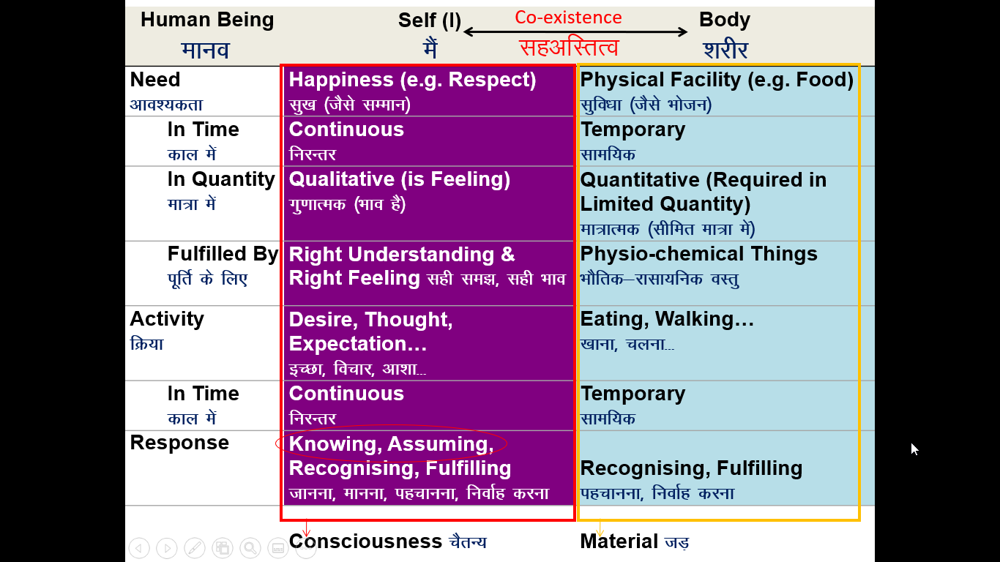 Human Being Self (I) Co-existence Body
मानव मैं सहअस्तित्व शरीर
Need Happiness (e.g. Respect) Physical Facility (e.g. Food)
आवश्यकता सुख (जैसे सम्मान) सुविधा (जैसे भोजन)
In Time Continuous Temporary
काल में निरन्तर सामयिक
In Quantity Qualitative (is Feeling) Quantitative (Required in
Limited Quantity)
मात्रा में गुणात्मक (भाव है) मात्रात्मक (सीमित मात्रा में)
Fulfilled By Right Understanding & Physio-chemical Things
पूर्ति के लिए Right Feeling सही समझ, सही भाव भौतिक–रासायनिक वस्तु
Activity Desire, Thought, Eating, Walking…
क्रिया Expectation… खाना, चलना...
इच्छा, विचार, आशा...
In Time Continuous Temporary
काल में निरन्तर सामयिक
Response Knowing, Assuming,
Recognising, Fulfilling Recognising, Fulfilling
जानना, मानना, पहचानना, निर्वाह करना पहचानना, निर्वाह करना
Consciousness चैतन्य Material जड़